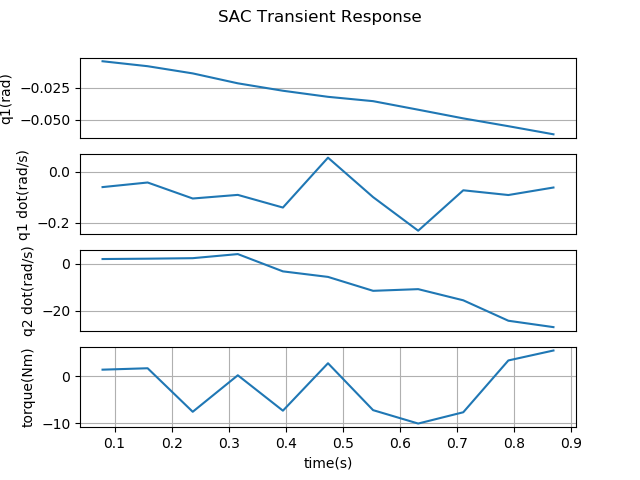 SAC Transient Response
q1(rad)
−0.025
−0.050
q1 dot(rad/s)
0.0
−0.2
q2 dot(rad/s)
0
−20
torque(Nm)
0
−10
0.1 0.2 0.3 0.4 0.5 0.6 0.7 0.8 0.9
time(s)